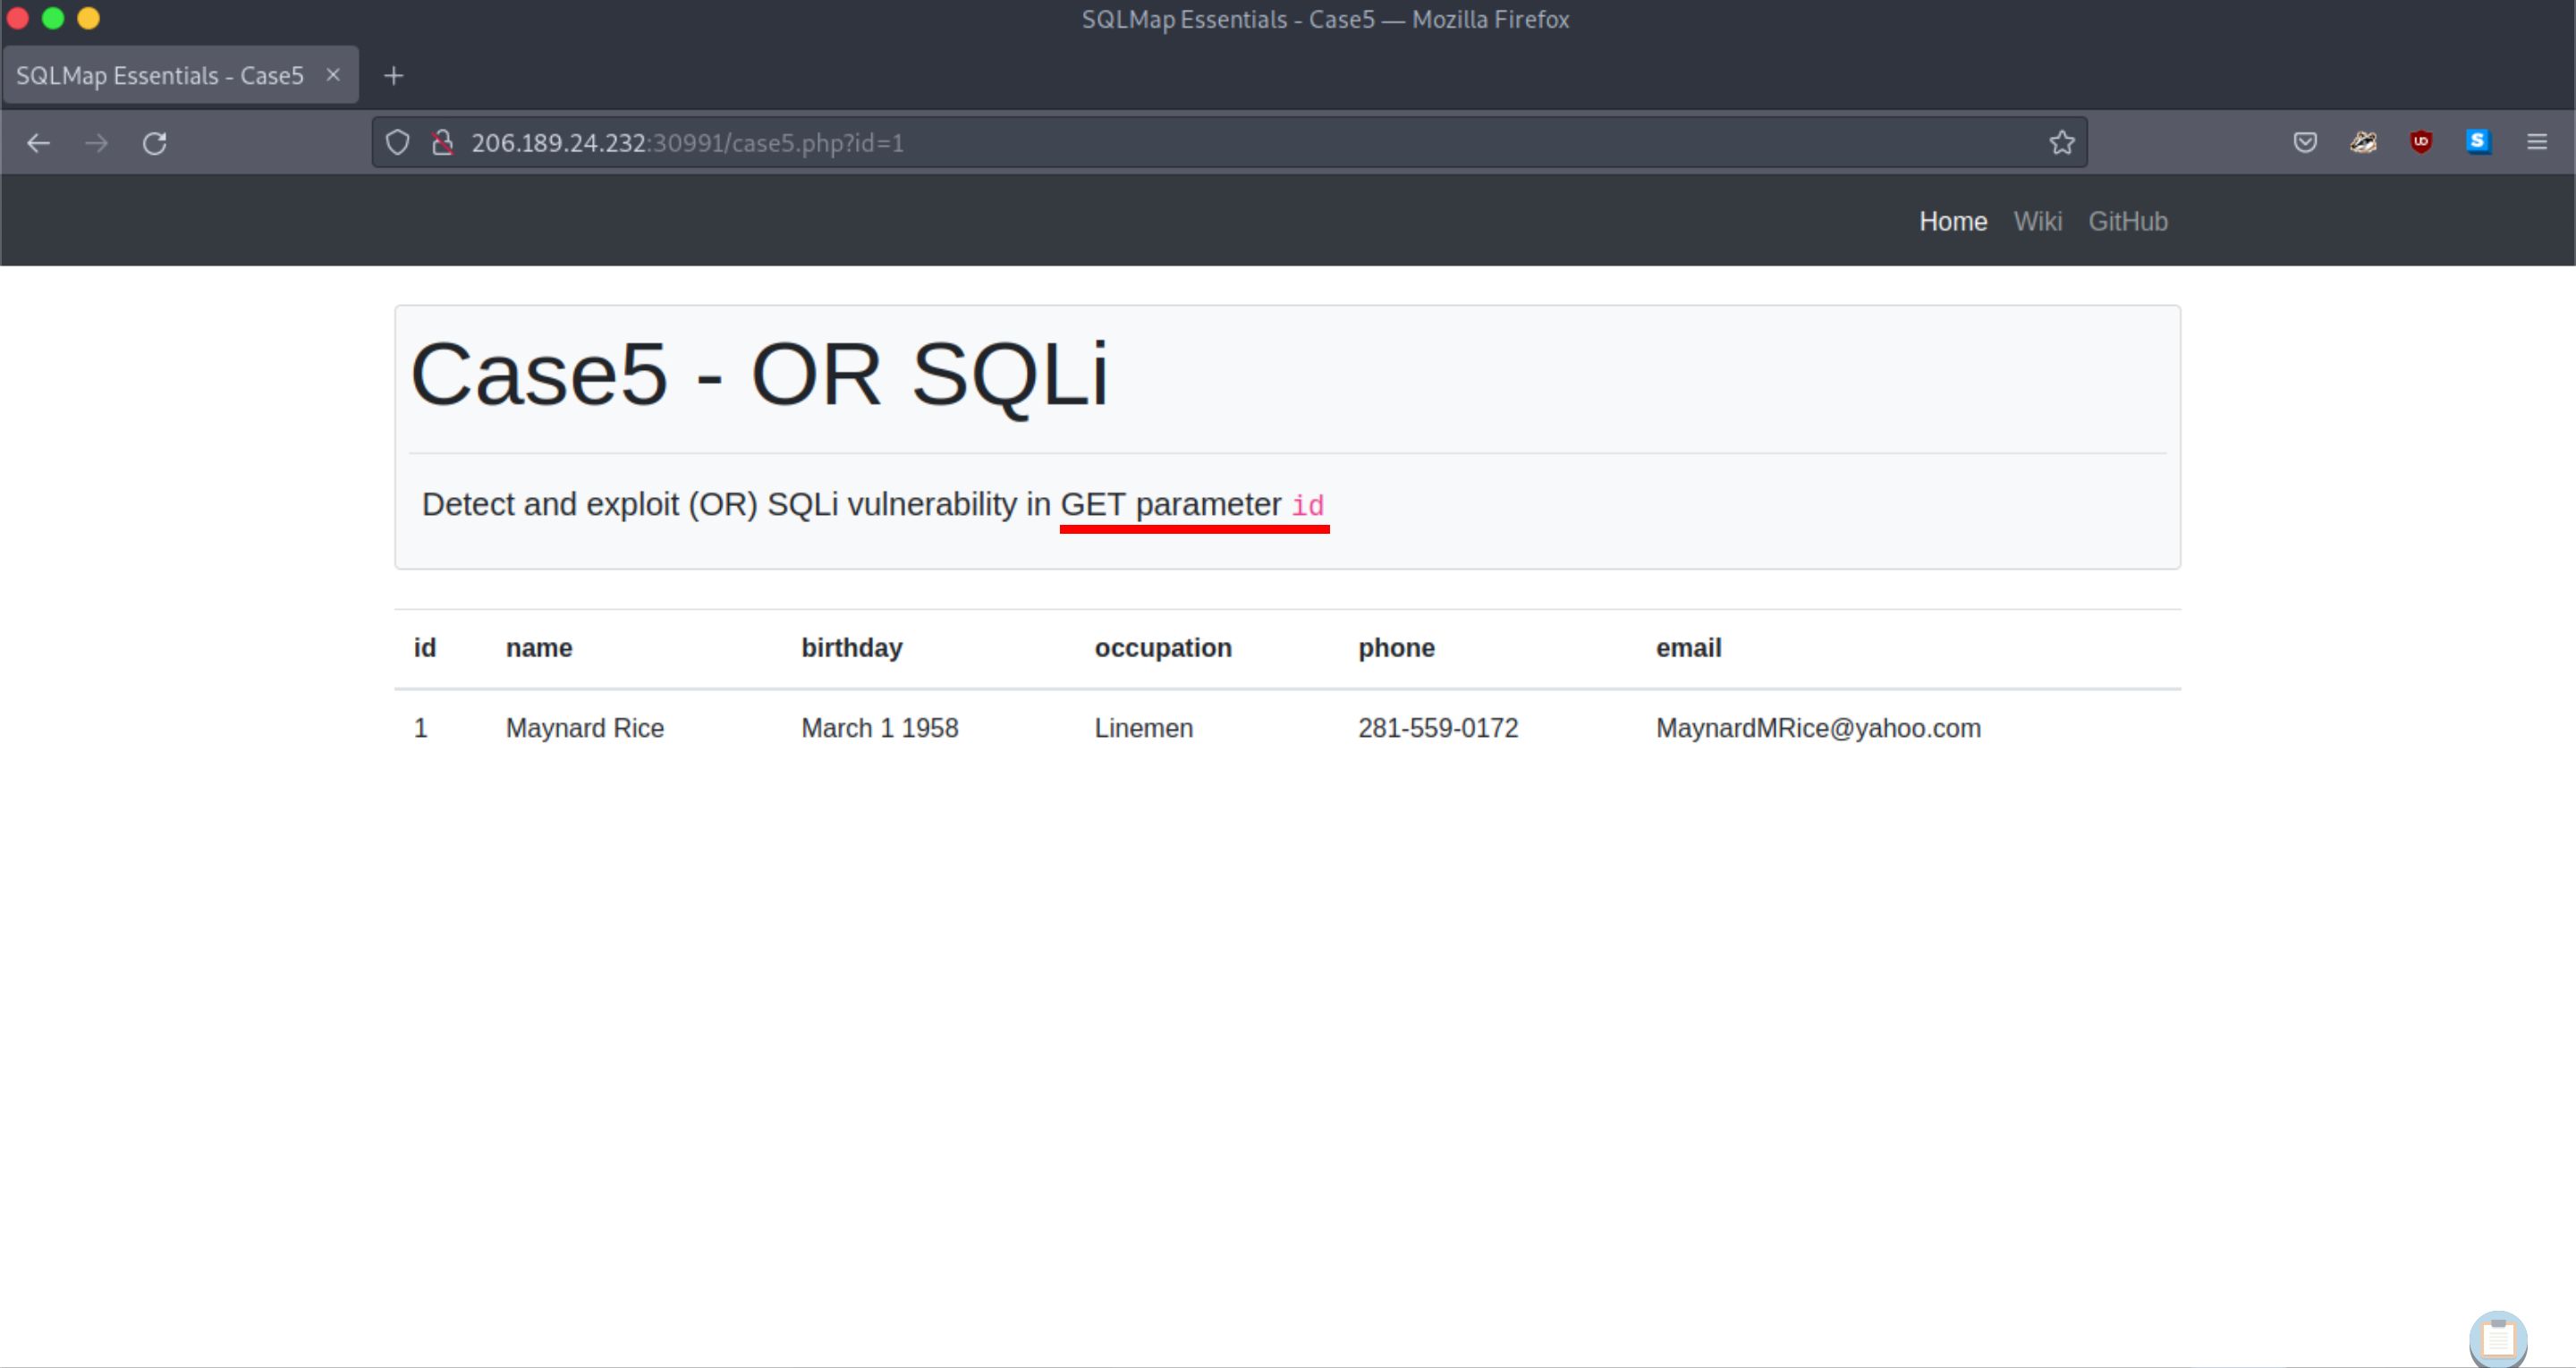 SQLMap Essentials - Case5 — Mozilla Firefox
SQLMap Essentials - Case5
206.189.24.232:30991/case5.php?id=1
Home Wiki GitHub
Case5 - OR SQLi
Detect and exploit (OR) SQLi vulnerability in GET parameter id
id name birthday occupation phone email
1 Maynard Rice March 1 1958 Linemen 281-559-0172 MaynardMRice@yahoo.com